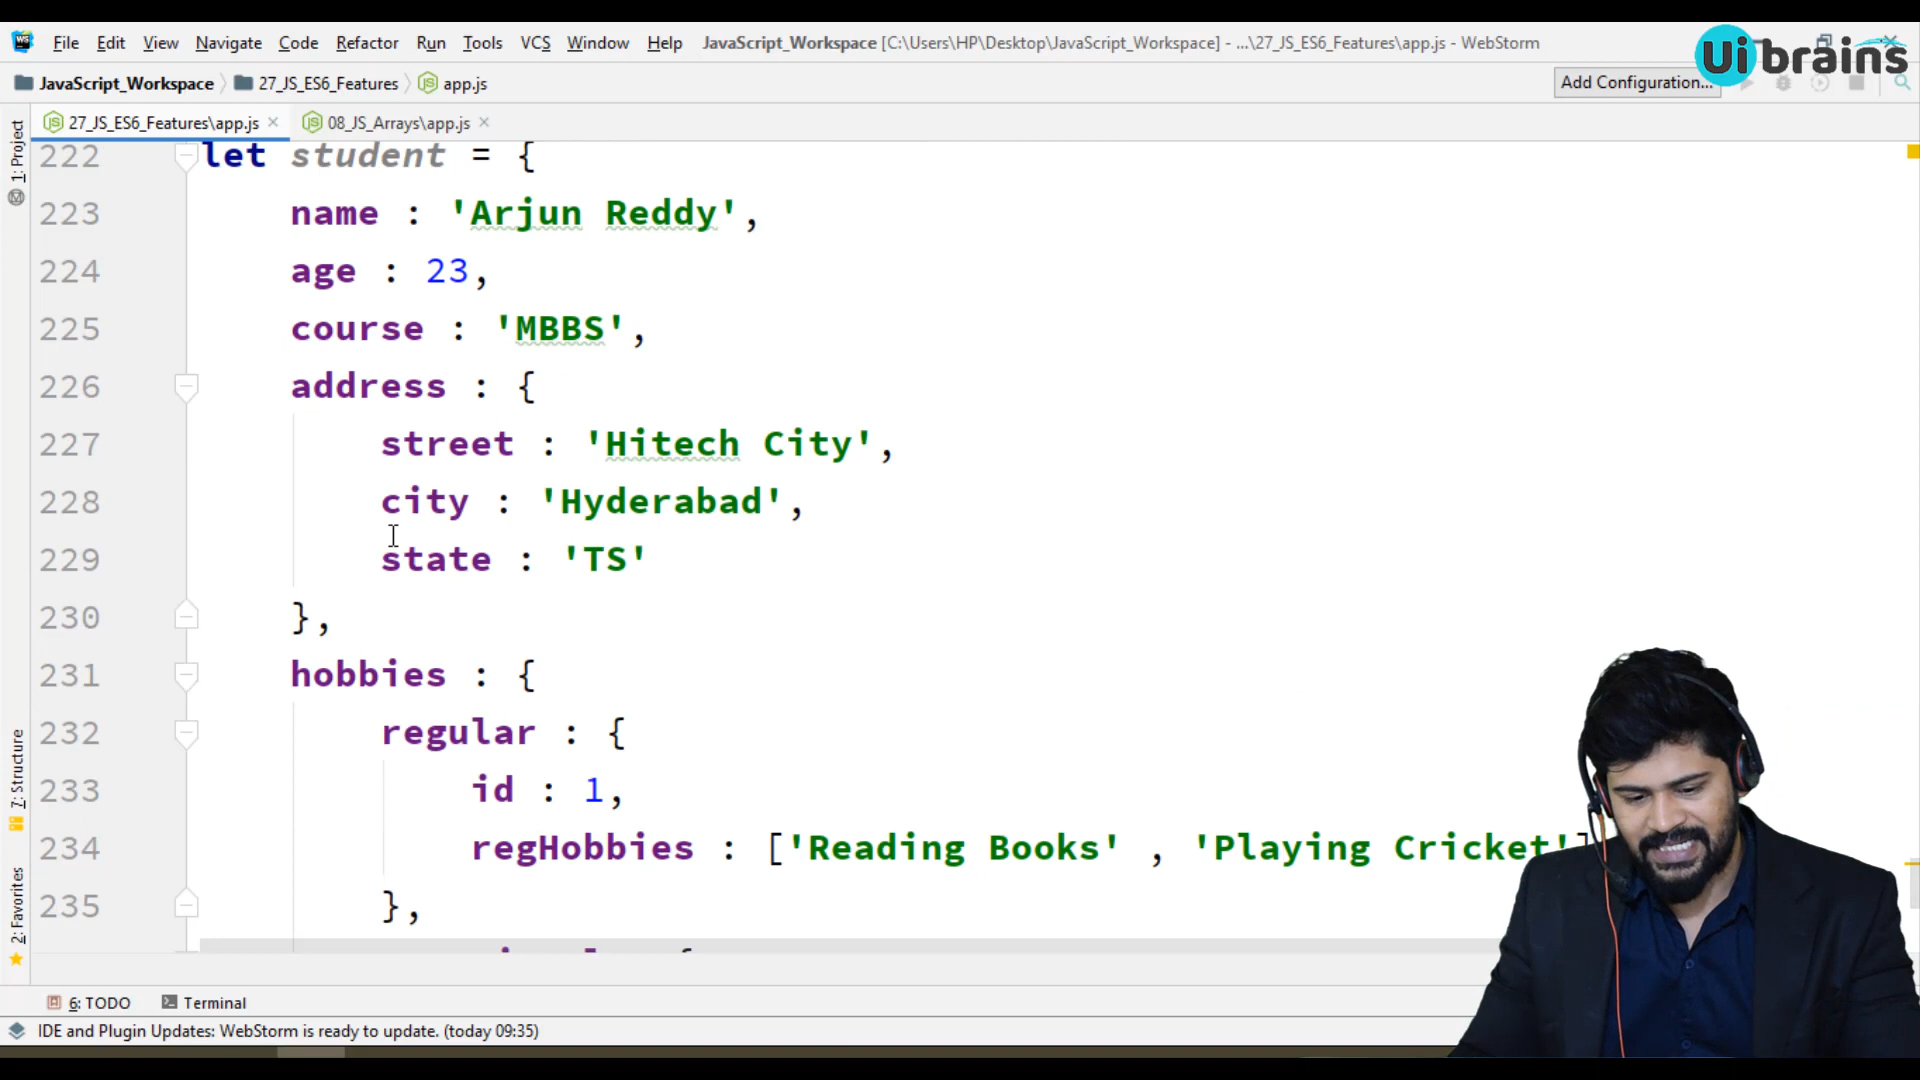 File Edit View Navigate Code Refactor Run Tools VCS Window Help JavaScript_Workspace [C:\Users\HP\Desktop\JavaScript_Workspace] - ...\27_JS_ES6_Features\app.js - WebStorm
Ui brains
JavaScript_Workspace 27_JS_ES6_Features app.js
Add Configuration...
27_JS_ES6_Features\app.js 08_JS_Arrays\app.js
1: Project
7: Structure
2: Favorites
222 let student = {
223 name : 'Arjun Reddy',
224 age : 23,
225 course : 'MBBS',
226 address : {
227 street : 'Hitech City',
228 city : 'Hyderabad',
229 state : 'TS'
230 },
231 hobbies : {
232 regular : {
233 id : 1,
234 regHobbies : ['Reading Books' , 'Playing Cricket']
235 },
6: TODO Terminal
IDE and Plugin Updates: WebStorm is ready to update. (today 09:35)